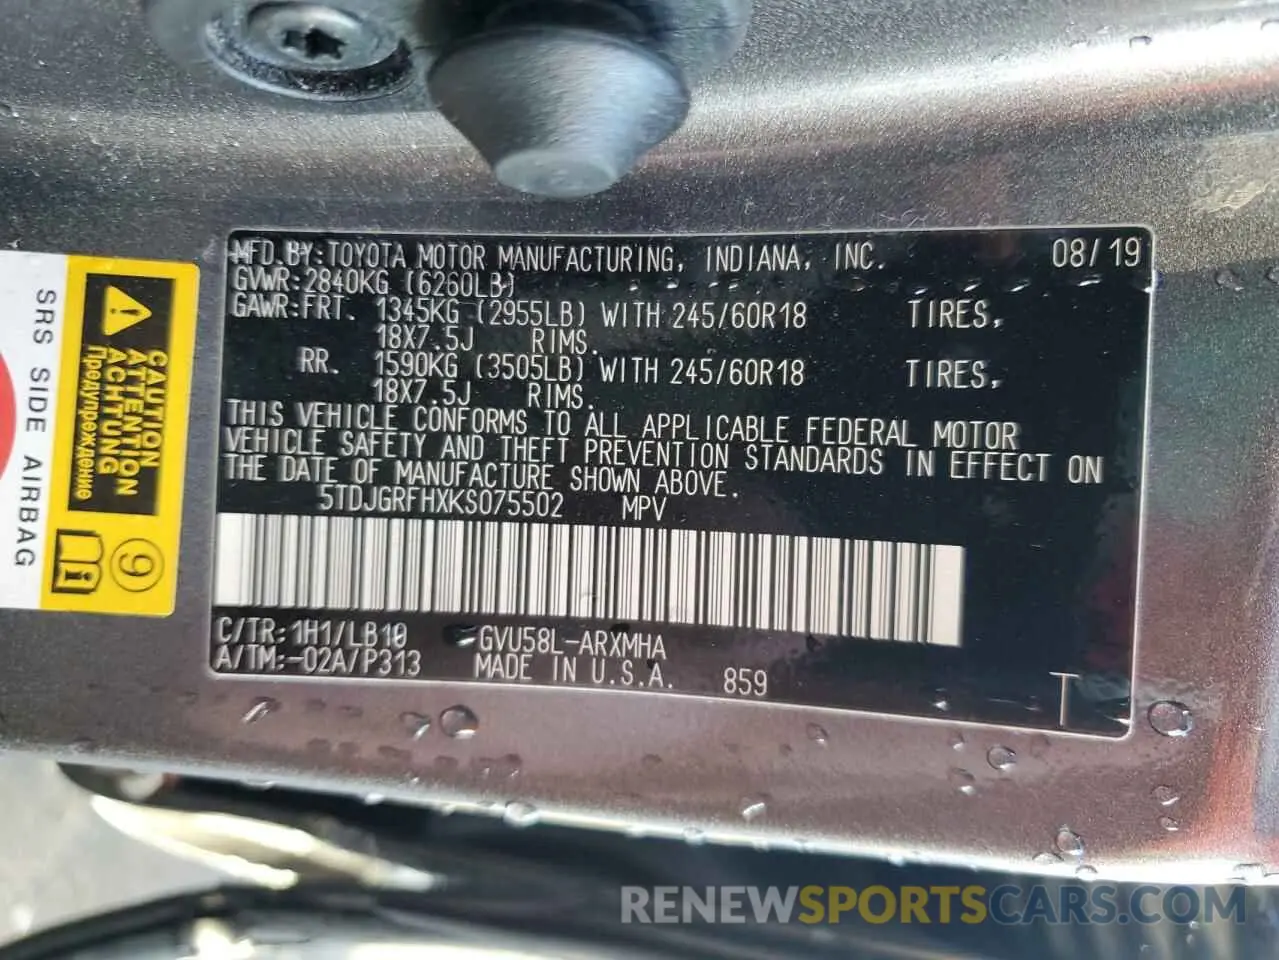 MFD.BY:TOYOTA MOTOR MANUFACTURING, INDIANA, INC. 08/19
GVWR:2840KG (6260LB)
GAWR:FRT. 1345KG (2955LB) WITH 245/60R18 TIRES,
18X7.5J RIMS.
RR. 1590KG (3505LB) WITH 245/60R18 TIRES,
18X7.5J RIMS.
THIS VEHICLE CONFORMS TO ALL APPLICABLE FEDERAL MOTOR
VEHICLE SAFETY AND THEFT PREVENTION STANDARDS IN EFFECT ON
THE DATE OF MANUFACTURE SHOWN ABOVE.
5TDJGRFHXKS075502 MPV
C/TR:1H1/LB10 GVU58L-ARXMHA
A/TM:-02A/P313 MADE IN U.S.A. 859
T
CAUTION
ATTENTION
ACHTUNG
Предупреждение
9
SRS SIDE AIRBAG
RENEWSPORTSCARS.COM